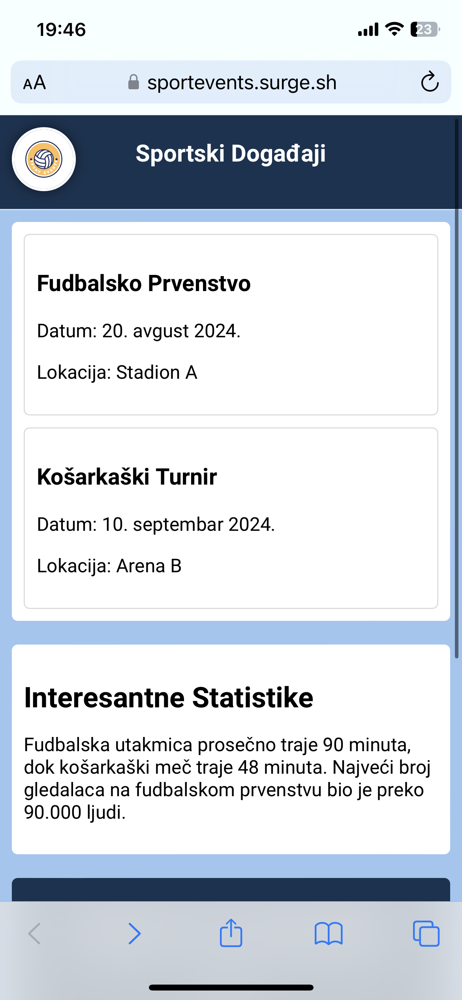 19:46
23
AA
sportevents.surge.sh
SPORT EVENTS
Sportski Događaji
Fudbalsko Prvenstvo
Datum: 20. avgust 2024.
Lokacija: Stadion A
Košarkaški Turnir
Datum: 10. septembar 2024.
Lokacija: Arena B
Interesantne Statistike
Fudbalska utakmica prosečno traje 90 minuta,
dok košarkaški meč traje 48 minuta. Najveći broj
gledalaca na fudbalskom prvenstvu bio je preko
90.000 ljudi.